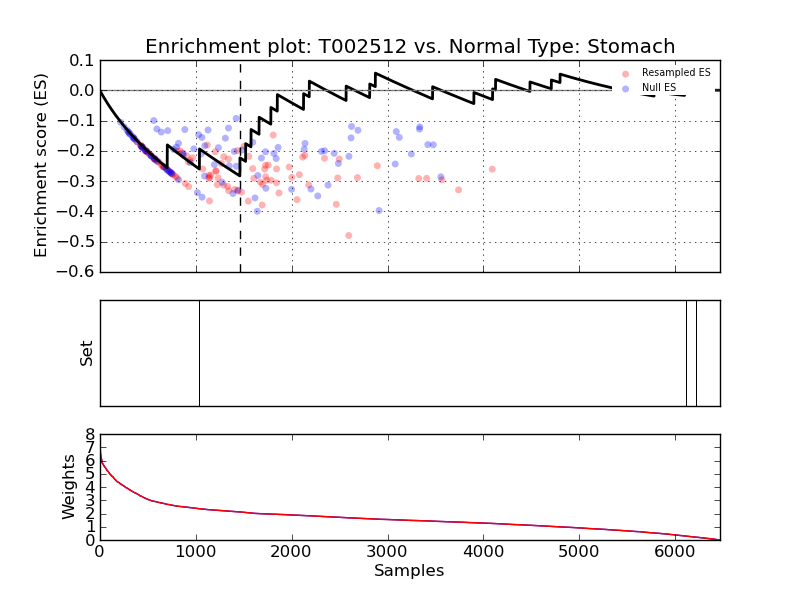 Enrichment plot: T002512 vs. Normal Type: Stomach
Enrichment score (ES)
0.1
0.0
−0.1
−0.2
−0.3
−0.4
−0.5
−0.6
Resampled ES
Null ES
Set
Weights
8
7
6
5
4
3
2
1
0
0 1000 2000 3000 4000 5000 6000
Samples